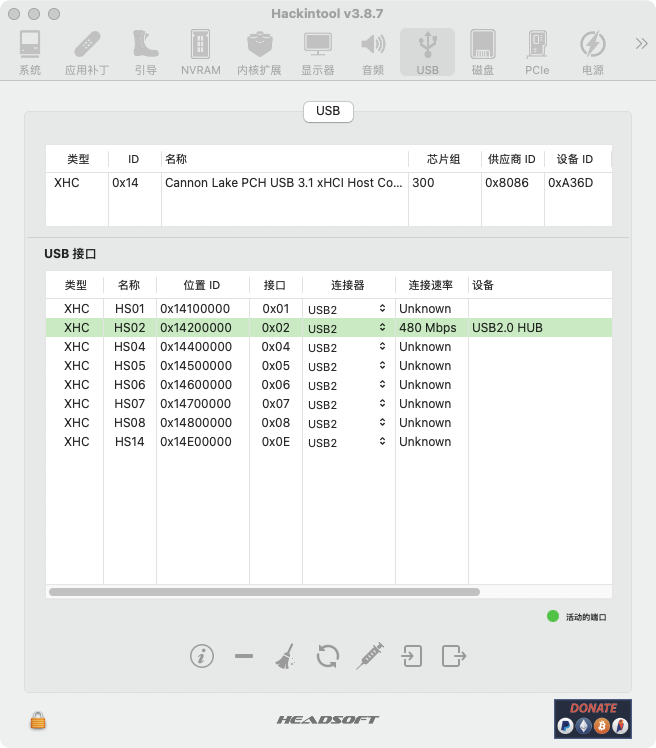 Hackintool v3.8.7
系统 应用补丁 引导 NVRAM 内核扩展 显示器 音频 USB 磁盘 PCIe 电源
USB
类型 ID 名称 芯片组 供应商 ID 设备 ID
XHC 0x14 Cannon Lake PCH USB 3.1 xHCI Host Co... 300 0x8086 0xA36D
USB 接口
类型 名称 位置 ID 接口 连接器 连接速率 设备
XHC HS01 0x14100000 0x01 USB2 Unknown
XHC HS02 0x14200000 0x02 USB2 480 Mbps USB2.0 HUB
XHC HS04 0x14400000 0x04 USB2 Unknown
XHC HS05 0x14500000 0x05 USB2 Unknown
XHC HS06 0x14600000 0x06 USB2 Unknown
XHC HS07 0x14700000 0x07 USB2 Unknown
XHC HS08 0x14800000 0x08 USB2 Unknown
XHC HS14 0x14E00000 0x0E USB2 Unknown
活动的端口
HEADSOFT
DONATE